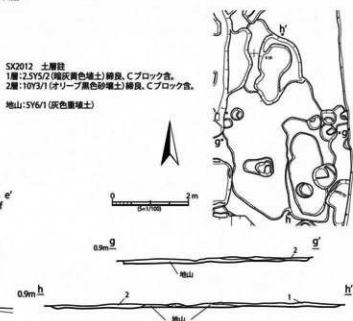 SX2012 土層註
1層:2.5Y5/2(暗灰黄色埴土)締良、Cブロック含。
2層:10Y3/1(オリーブ黒色砂壌土)締良、Cブロック含。
地山:5Y6/1(灰色重埴土)
h'
g
g'
h
0 2m
(S=1/100)
e'
f
0.9m g g'
2
地山
0.9m h h'
2 1
地山